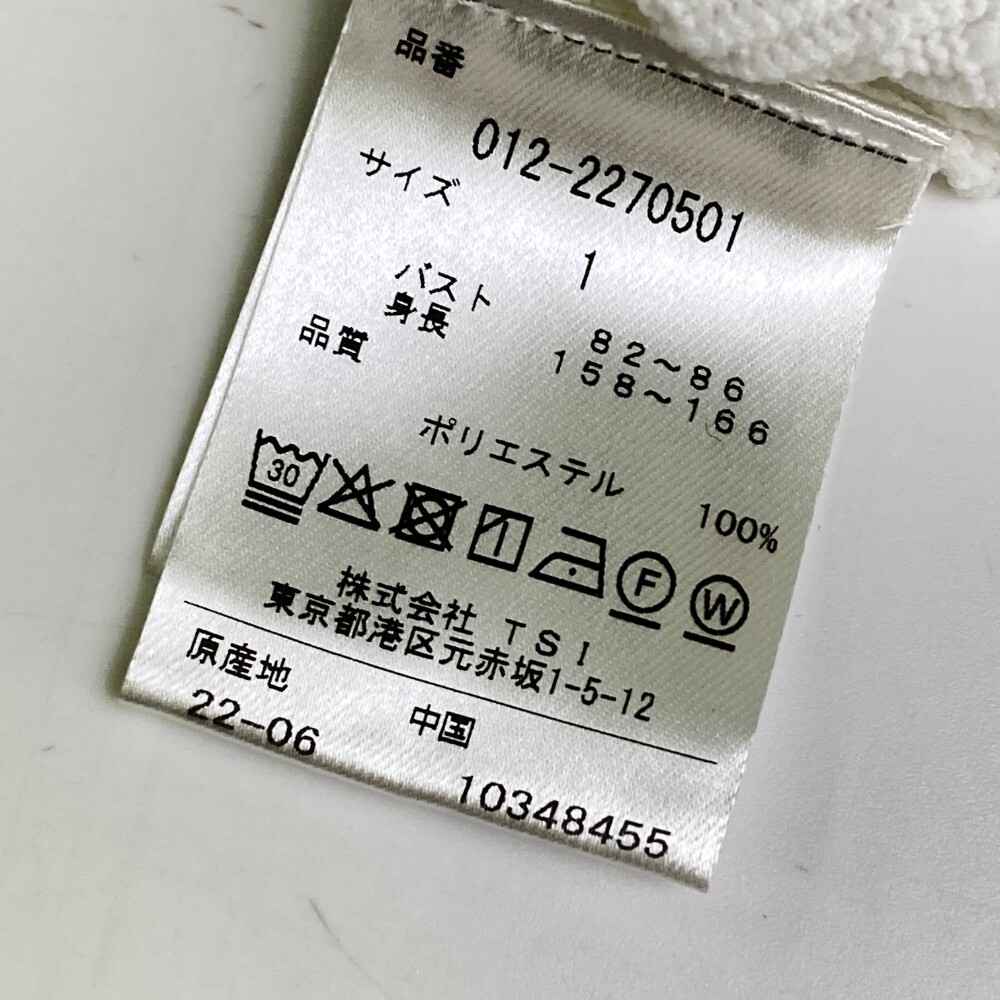 品番
012-2270501
サイズ
1
バスト 82～86
身長 158～166
品質
ポリエステル 100%
30
F W
株式会社 TSI
東京都港区元赤坂1-5-12
原産地 中国
22-06 10348455